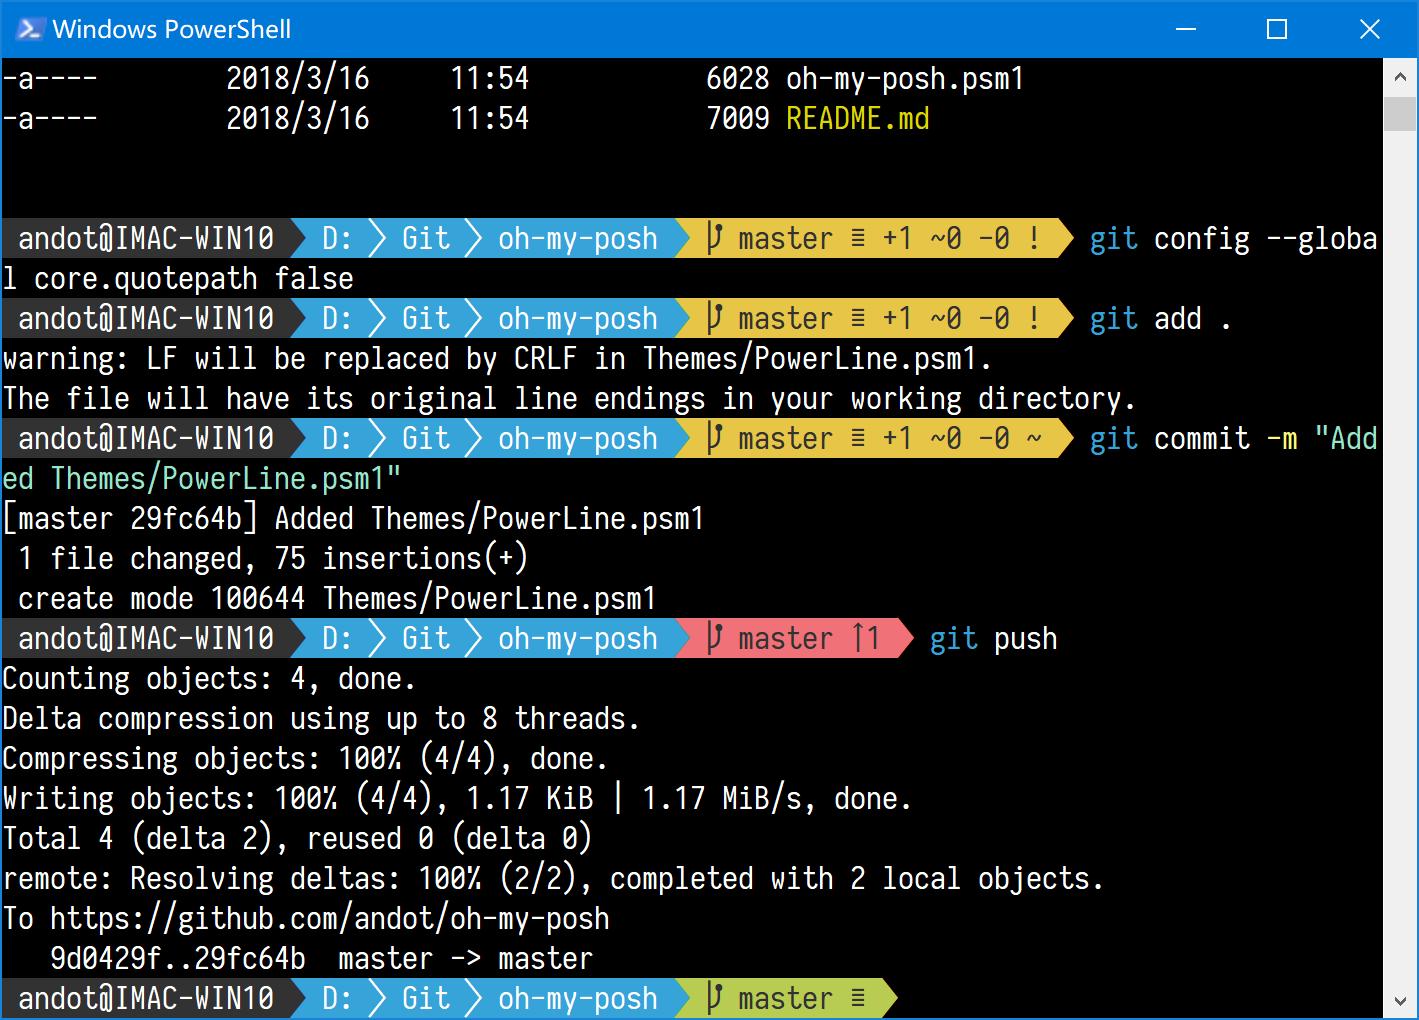 Windows PowerShell
-a----        2018/3/16     11:54           6028 oh-my-posh.psm1
-a----        2018/3/16     11:54           7009 README.md
andot@IMAC-WIN10 D: Git oh-my-posh master ≡ +1 ~0 -0 ! git config --globa
l core.quotepath false
andot@IMAC-WIN10 D: Git oh-my-posh master ≡ +1 ~0 -0 ! git add .
warning: LF will be replaced by CRLF in Themes/PowerLine.psm1.
The file will have its original line endings in your working directory.
andot@IMAC-WIN10 D: Git oh-my-posh master ≡ +1 ~0 -0 ~ git commit -m "Add
ed Themes/PowerLine.psm1"
[master 29fc64b] Added Themes/PowerLine.psm1
 1 file changed, 75 insertions(+)
 create mode 100644 Themes/PowerLine.psm1
andot@IMAC-WIN10 D: Git oh-my-posh master ↑1 git push
Counting objects: 4, done.
Delta compression using up to 8 threads.
Compressing objects: 100% (4/4), done.
Writing objects: 100% (4/4), 1.17 KiB | 1.17 MiB/s, done.
Total 4 (delta 2), reused 0 (delta 0)
remote: Resolving deltas: 100% (2/2), completed with 2 local objects.
To https://github.com/andot/oh-my-posh
   9d0429f..29fc64b  master -> master
andot@IMAC-WIN10 D: Git oh-my-posh master ≡